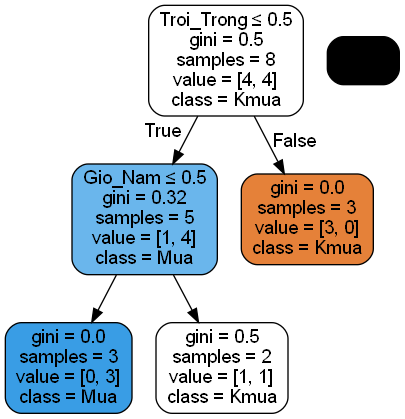 Troi_Trong ≤ 0.5
gini = 0.5
samples = 8
value = [4, 4]
class = Kmua
True
False
Gio_Nam ≤ 0.5
gini = 0.32
samples = 5
value = [1, 4]
class = Mua
gini = 0.0
samples = 3
value = [3, 0]
class = Kmua
gini = 0.0
samples = 3
value = [0, 3]
class = Mua
gini = 0.5
samples = 2
value = [1, 1]
class = Kmua